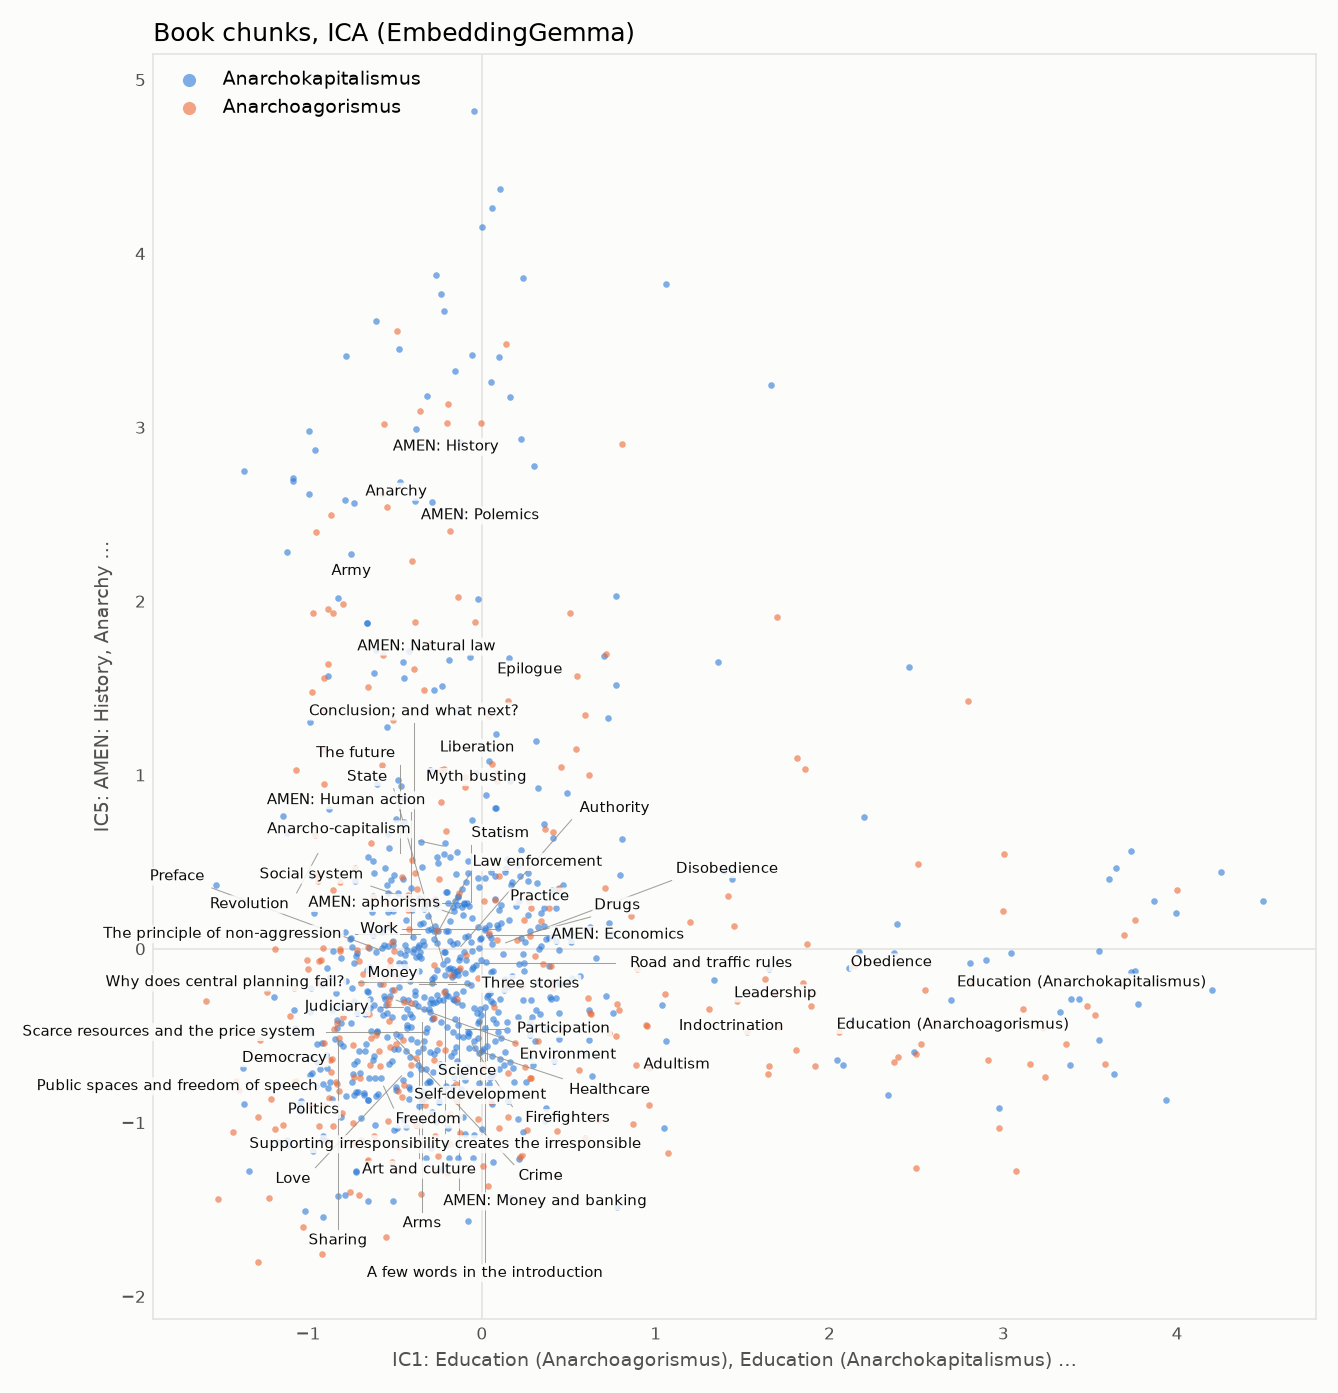 Book chunks, ICA (EmbeddingGemma)
Anarchokapitalismus
Anarchoagorismus
5
4
3
2
1
0
−1
−2
IC5: AMEN: History, Anarchy ...
AMEN: History
Anarchy
AMEN: Polemics
Army
AMEN: Natural law
Epilogue
Conclusion; and what next?
The future
Liberation
State
Myth busting
AMEN: Human action
Authority
Anarcho-capitalism
Statism
Law enforcement
Preface
Social system
Disobedience
Revolution
AMEN: aphorisms
Practice
Drugs
The principle of non-aggression
Work
AMEN: Economics
Why does central planning fail?
Money
Three stories
Road and traffic rules
Obedience
Education (Anarchokapitalismus)
Judiciary
Leadership
Scarce resources and the price system
Participation
Indoctrination
Education (Anarchoagorismus)
Democracy
Environment
Science
Adultism
Public spaces and freedom of speech
Self-development
Healthcare
Politics
Freedom
Firefighters
Supporting irresponsibility creates the irresponsible
Love
Art and culture
Crime
AMEN: Money and banking
Arms
Sharing
A few words in the introduction
−1
0
1
2
3
4
IC1: Education (Anarchoagorismus), Education (Anarchokapitalismus) ...